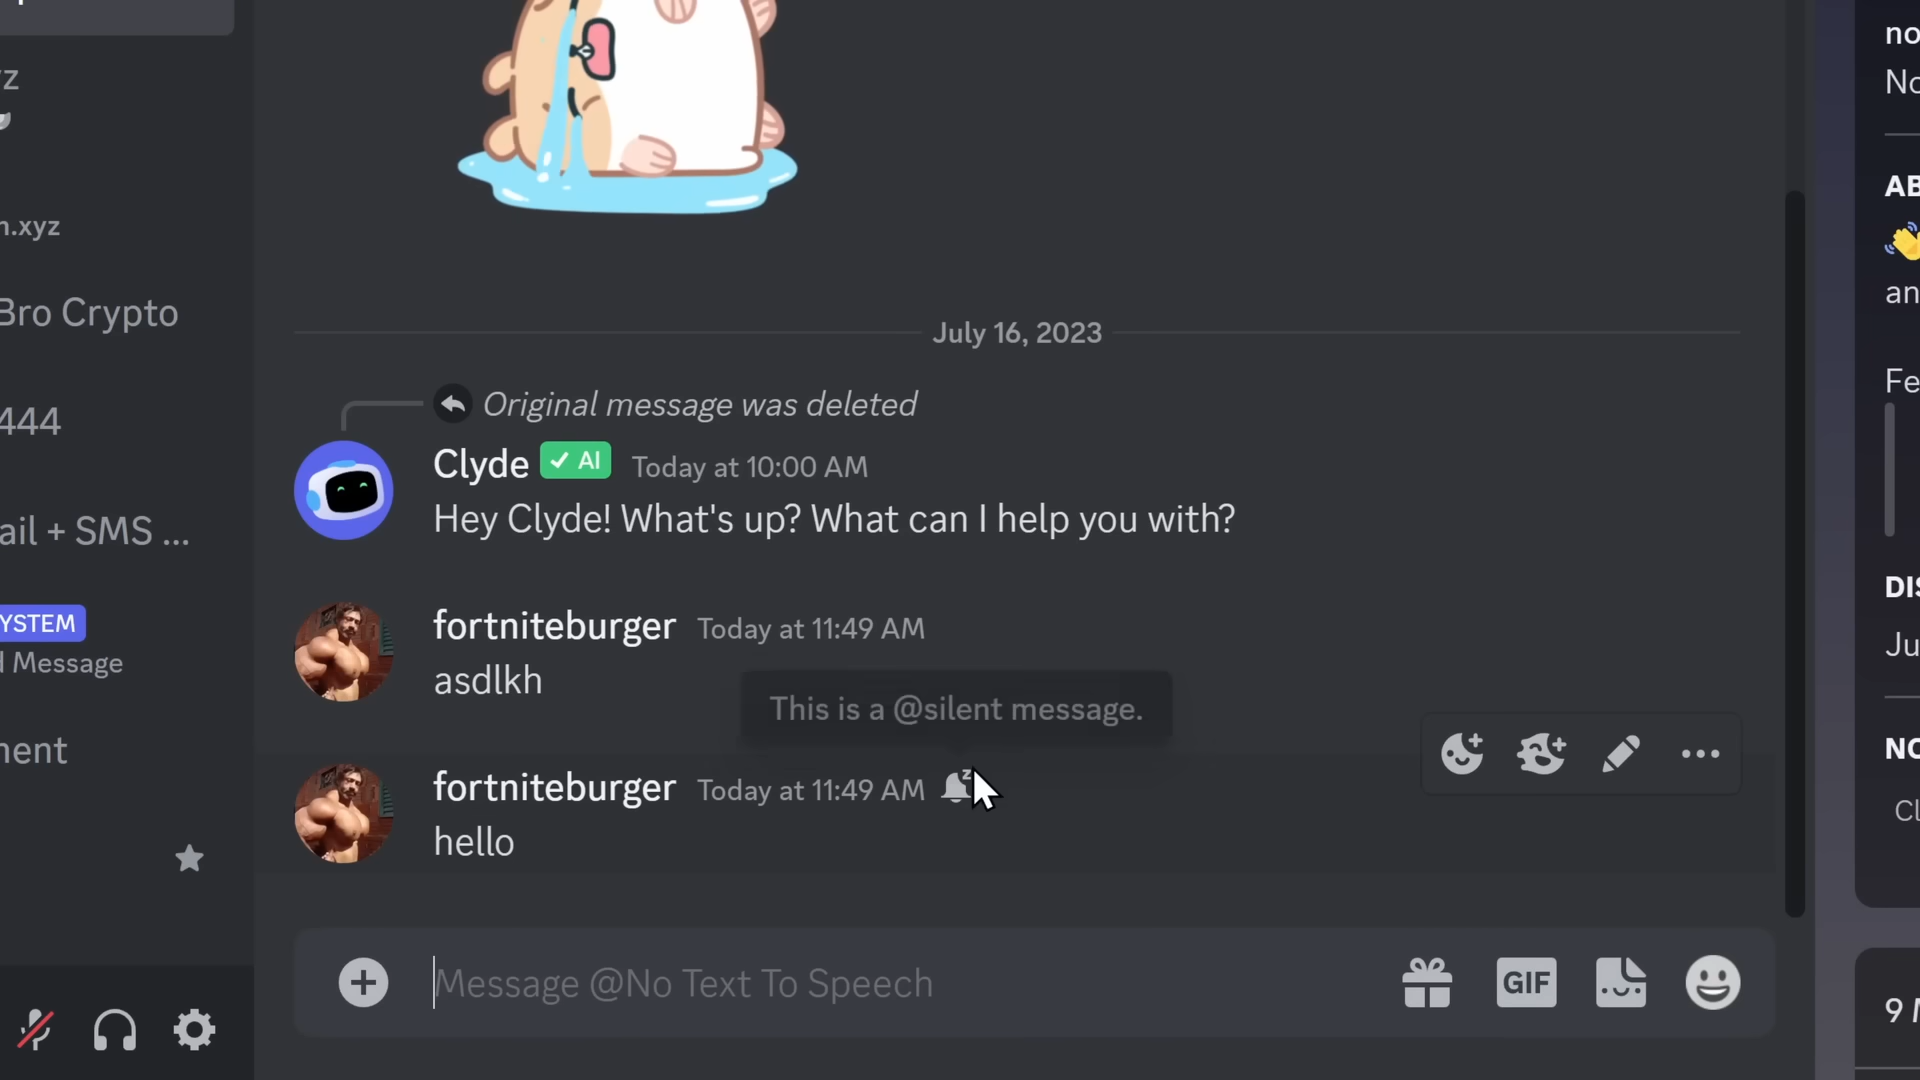 n.xyz
Bro Crypto
444
ail + SMS ...
YSTEM
d Message
nent
July 16, 2023
Original message was deleted
Clyde ✓ AI Today at 10:00 AM
Hey Clyde! What's up? What can I help you with?
fortniteburger Today at 11:49 AM
asdlkh
This is a @silent message.
fortniteburger Today at 11:49 AM
hello
Message @No Text To Speech
GIF
no
No
AB
an
Fe
DIS
Ju
NO
Cl
9